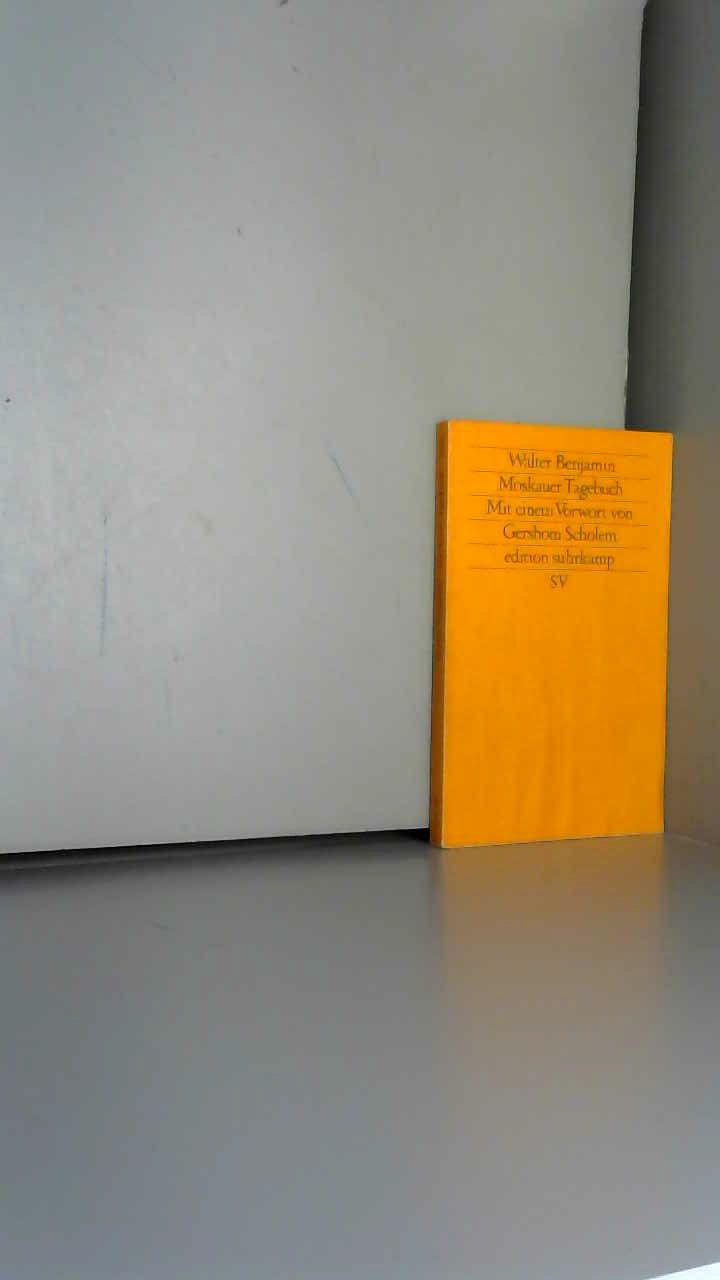 Walter Benjamin
Moskauer Tagebuch
Mit einem Vorwort von
Gershom Scholem
edition suhrkamp
SV